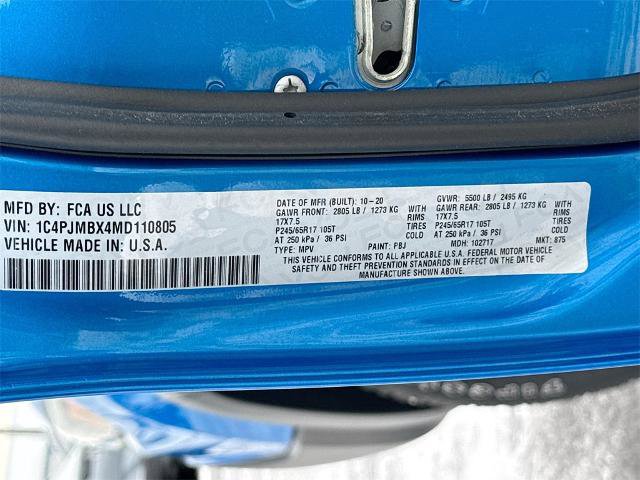 MFD BY: FCA US LLC
VIN: 1C4PJMBX4MD110805
VEHICLE MADE IN: U.S.A.
DATE OF MFR (BUILT): 10-20
GAWR FRONT: 2805 LB / 1273 KG WITH
17X7.5 RIMS
P245/65R17 105T TIRES
AT 250 kPa / 36 PSI COLD
TYPE: MPV PAINT: PBJ
GVWR: 5500 LB / 2495 KG
GAWR REAR: 2805 LB / 1273 KG WITH
17X7.5 RIMS
P245/65R17 105T TIRES
AT 250 kPa / 36 PSI COLD
MDH: 102717 MKT: 875
THIS VEHICLE CONFORMS TO ALL APPLICABLE U.S.A. FEDERAL MOTOR VEHICLE
SAFETY AND THEFT PREVENTION STANDARDS IN EFFECT ON THE DATE OF
MANUFACTURE SHOWN ABOVE.